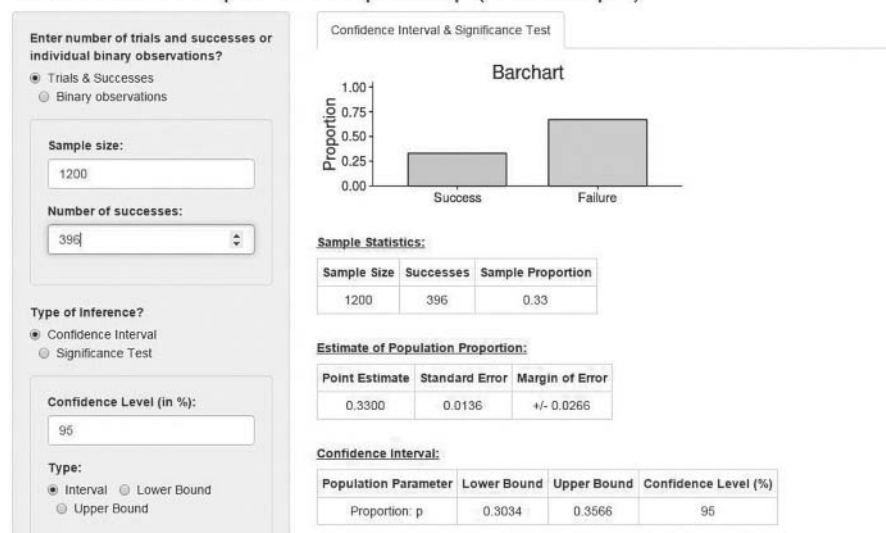 Enter number of trials and successes or
individual binary observations?
Trials & Successes
Binary observations
Sample size:
1200
Number of successes:
396
Type of Inference?
Confidence Interval
Significance Test
Confidence Level (in %):
95
Type:
Interval Lower Bound
Upper Bound
Confidence Interval & Significance Test
Barchart
Proportion
1.00
0.75
0.50
0.25
0.00
Success Failure
Sample Statistics:
Sample Size Successes Sample Proportion
1200 396 0.33
Estimate of Population Proportion:
Point Estimate Standard Error Margin of Error
0.3300 0.0136 +/- 0.0266
Confidence Interval:
Population Parameter Lower Bound Upper Bound Confidence Level (%)
Proportion: p 0.3034 0.3566 95